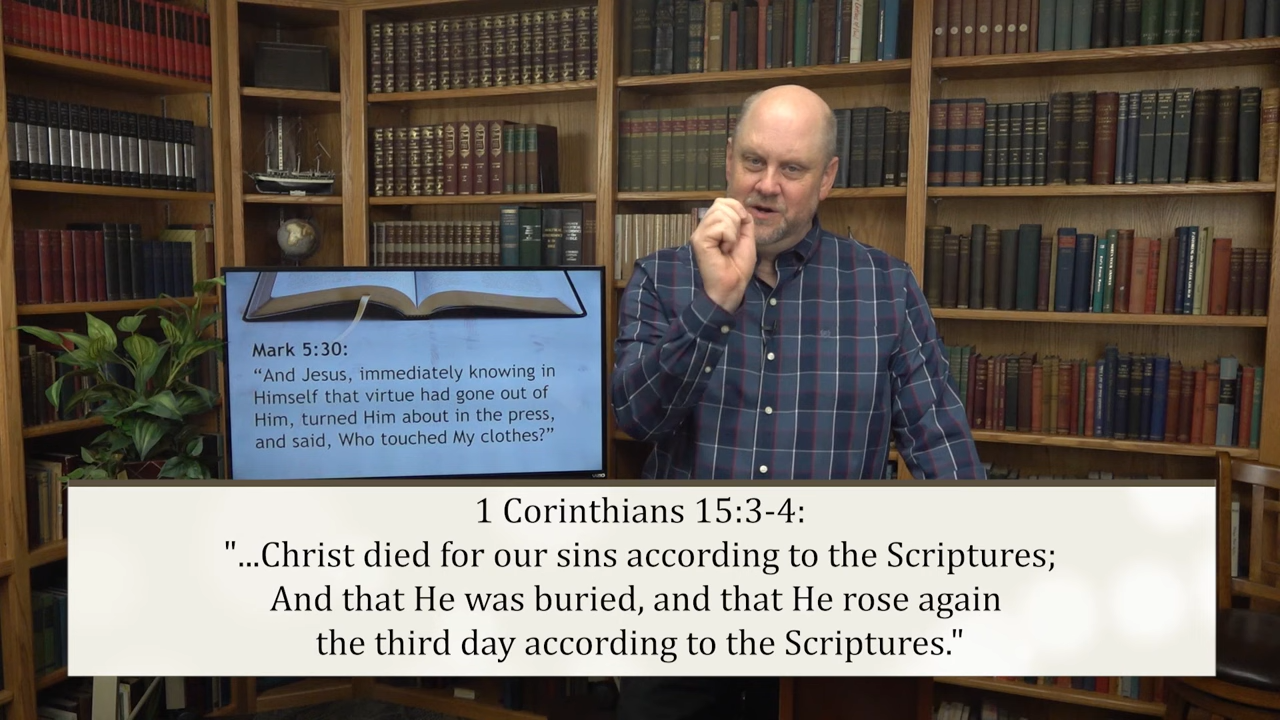 Mark 5:30:
“And Jesus, immediately knowing in
Himself that virtue had gone out of
Him, turned Him about in the press,
and said, Who touched My clothes?”
1 Corinthians 15:3-4:
"...Christ died for our sins according to the Scriptures;
And that He was buried, and that He rose again
the third day according to the Scriptures."